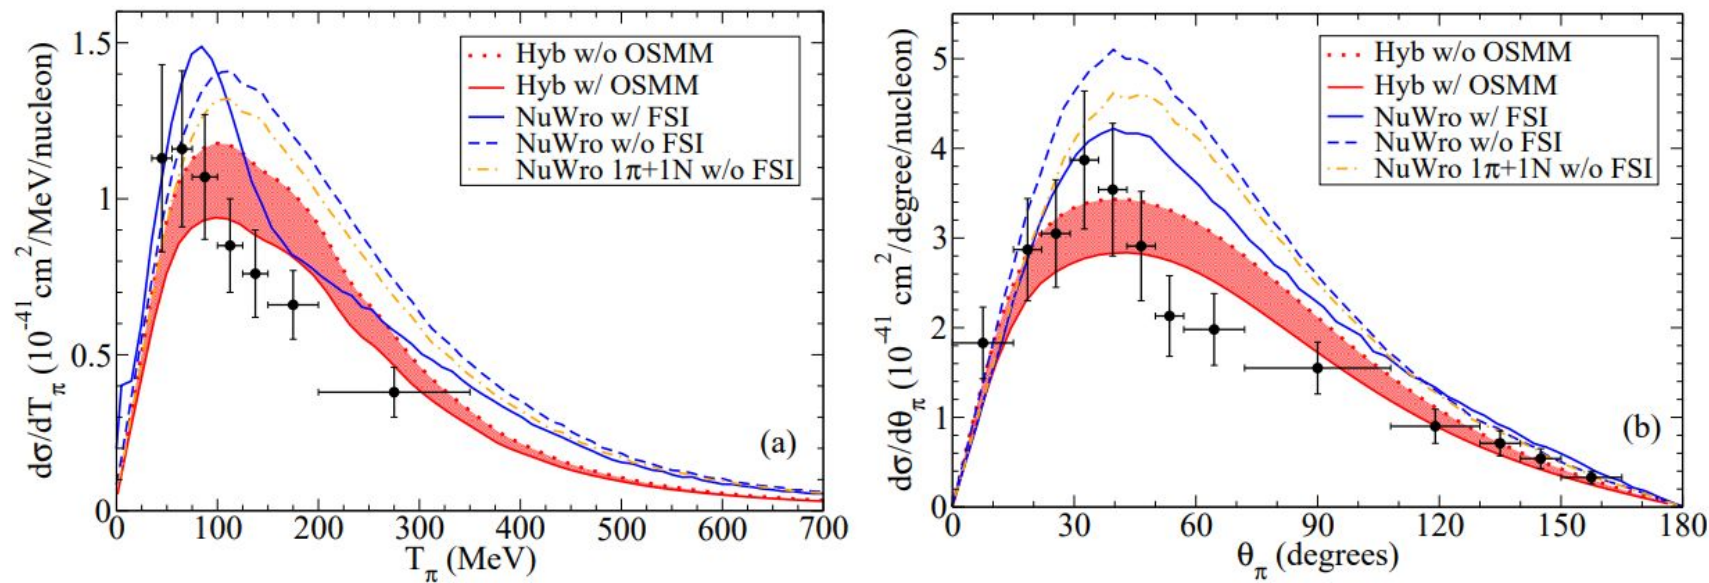 1.5
1
0.5
0
dσ/dT_π (10^-41 cm^2/MeV/nucleon)
Hyb w/o OSMM
Hyb w/ OSMM
NuWro w/ FSI
NuWro w/o FSI
NuWro 1π+1N w/o FSI
(a)
0 100 200 300 400 500 600 700
T_π (MeV)
5
4
3
2
1
0
dσ/dθ_π (10^-41 cm^2/degree/nucleon)
Hyb w/o OSMM
Hyb w/ OSMM
NuWro w/ FSI
NuWro w/o FSI
NuWro 1π+1N w/o FSI
(b)
0 30 60 90 120 150 180
θ_π (degrees)